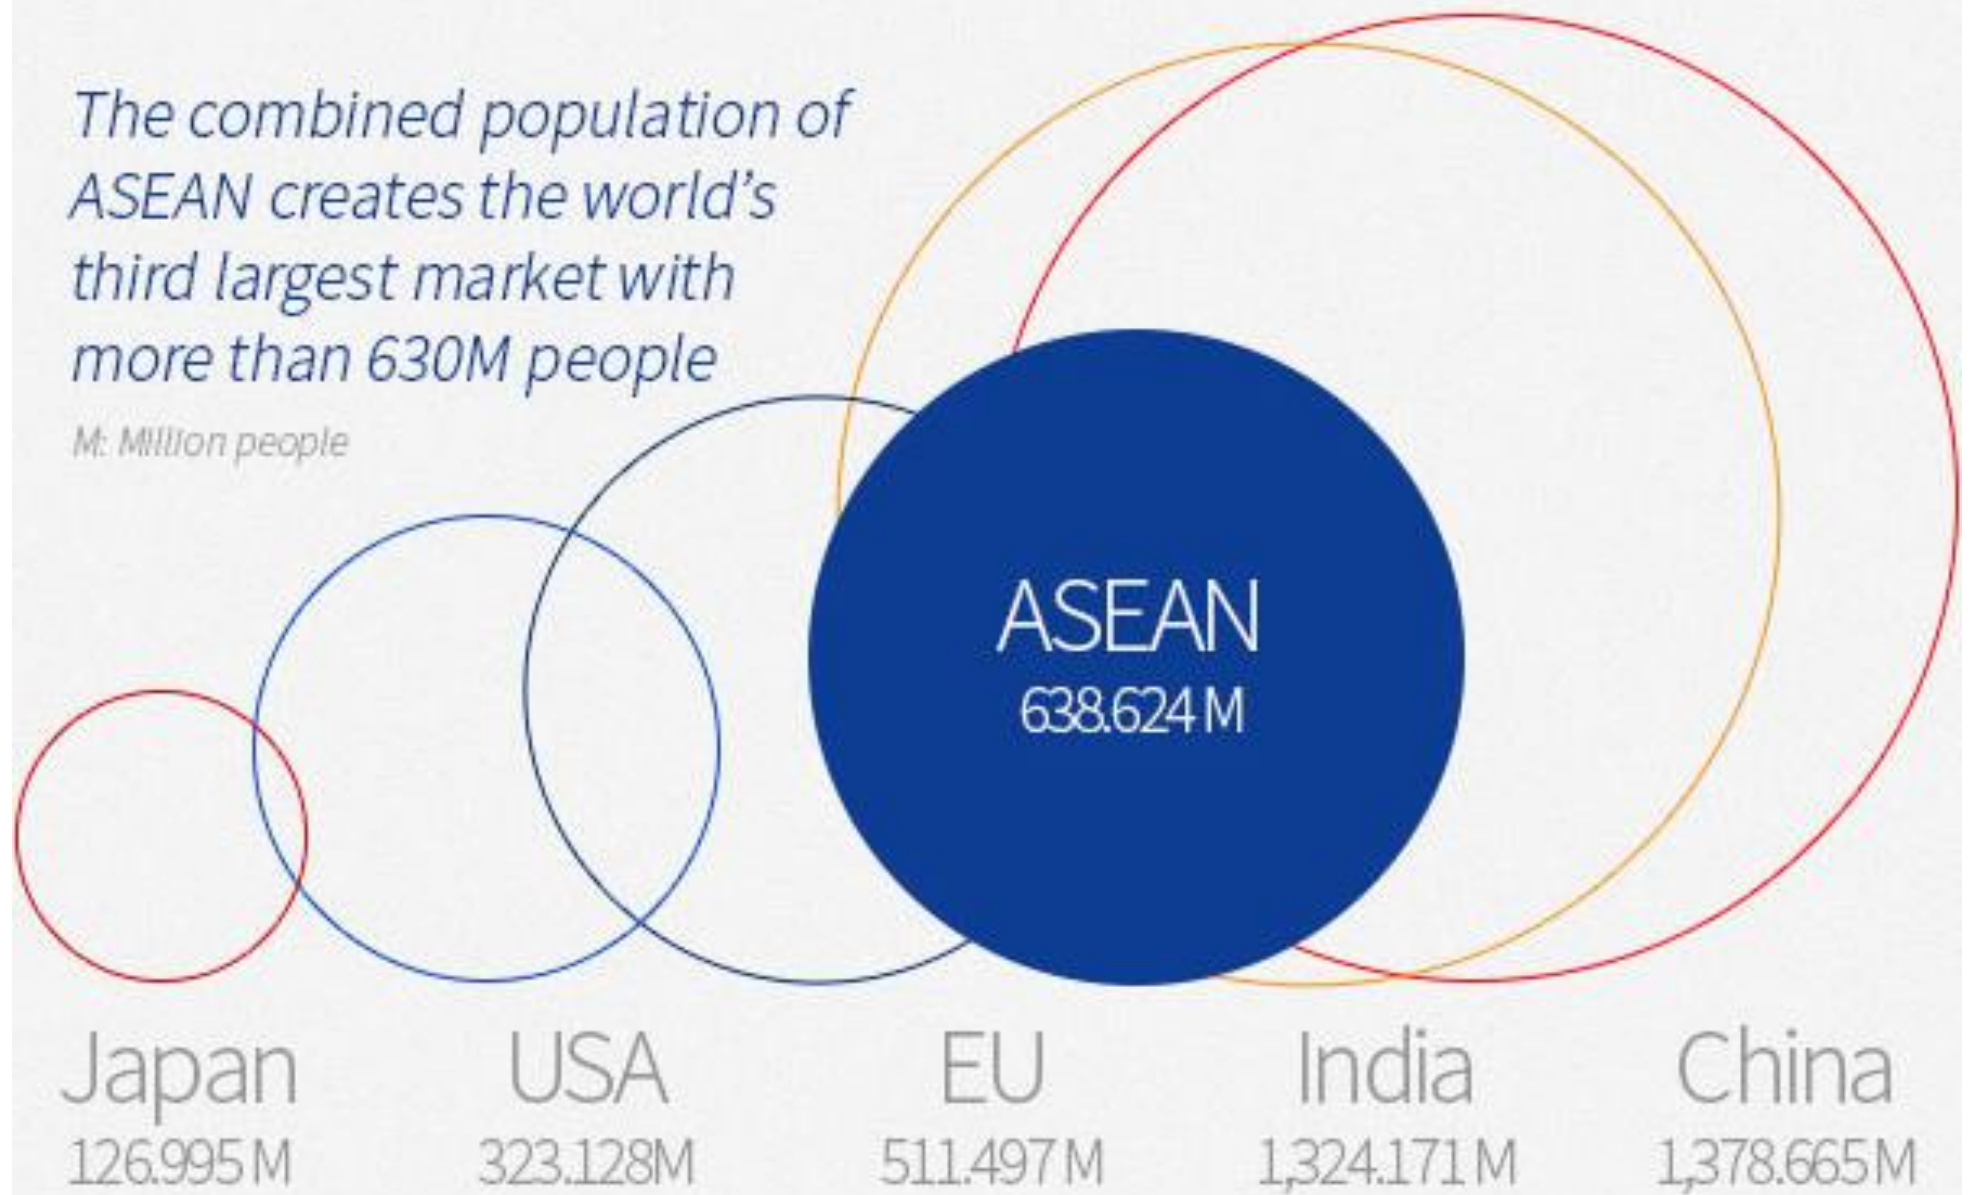 The combined population of
ASEAN creates the world's
third largest market with
more than 630M people
M: Million people
ASEAN
638.624 M
Japan
126.995 M
USA
323.128M
EU
511.497 M
India
1,324.171 M
China
1,378.665 M